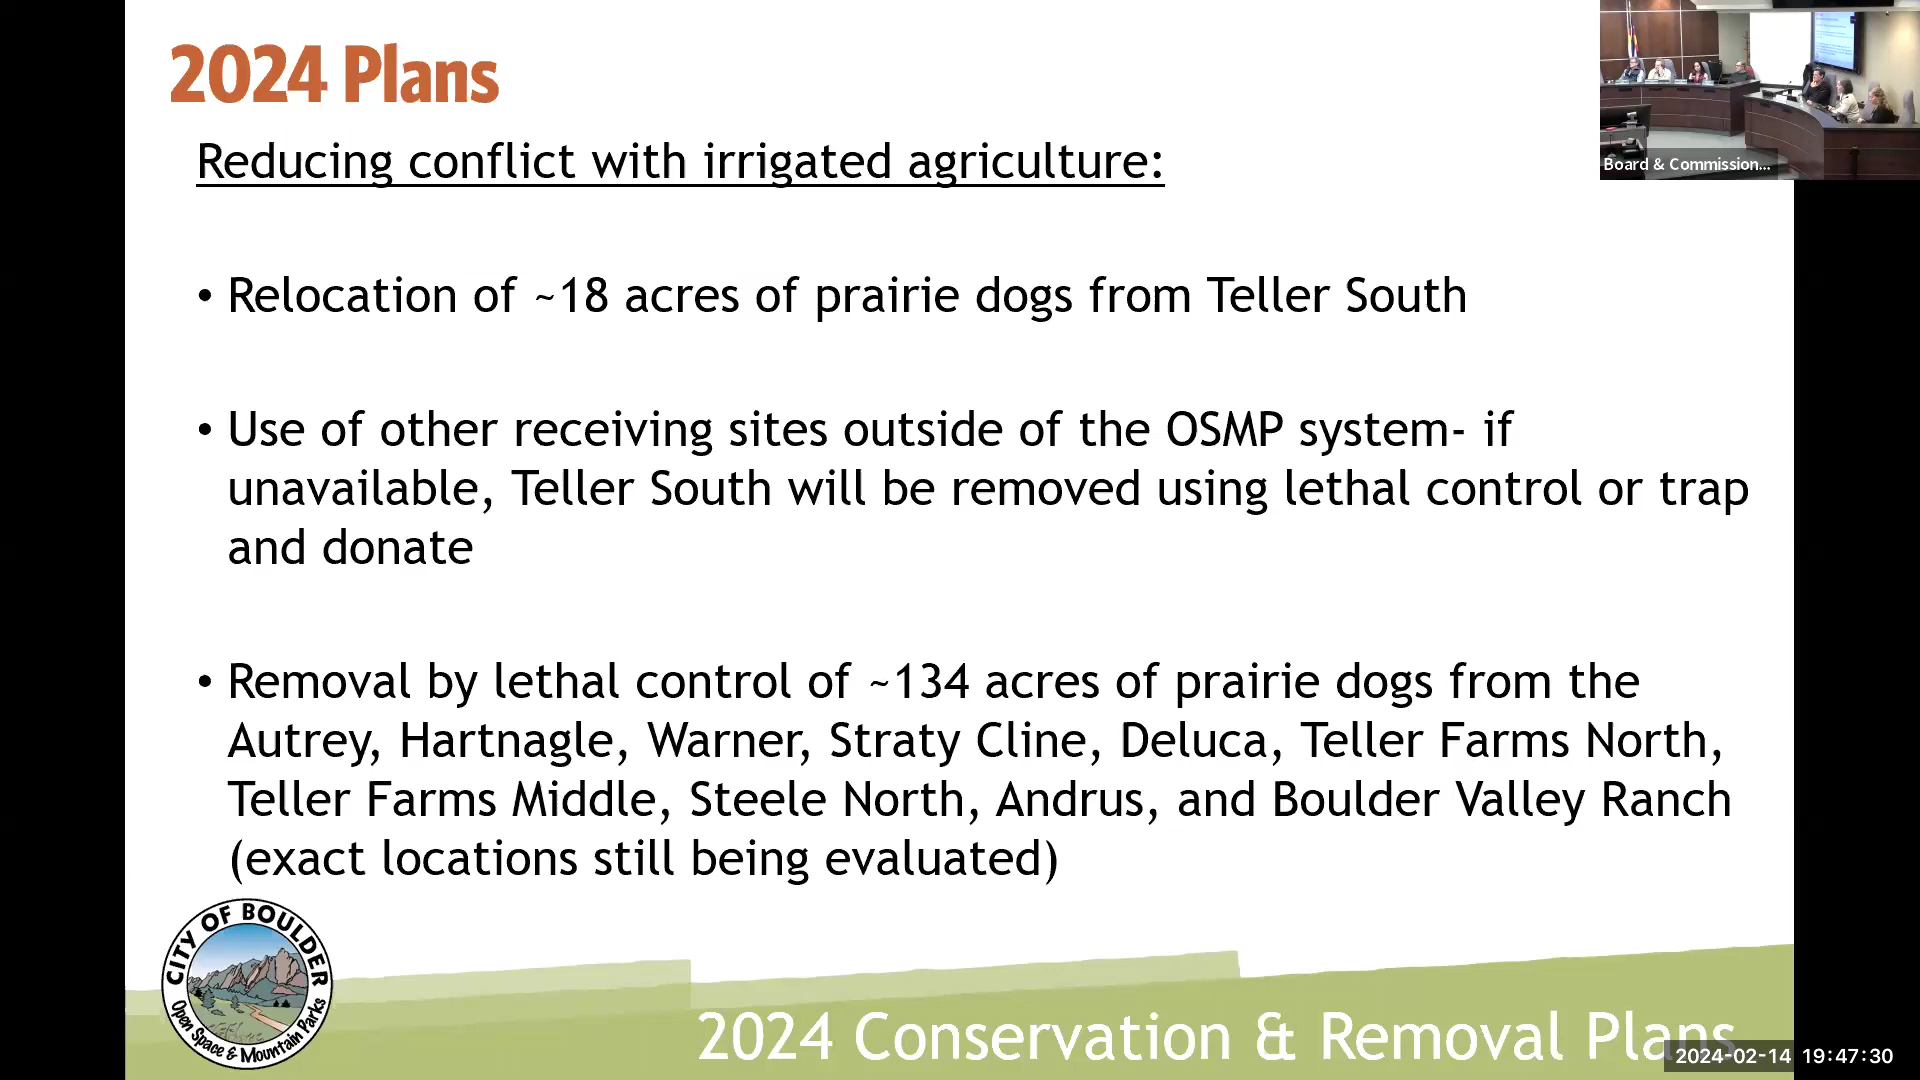 2024 Plans
Board & Commission...
Reducing conflict with irrigated agriculture:
• Relocation of ~18 acres of prairie dogs from Teller South
• Use of other receiving sites outside of the OSMP system- if
unavailable, Teller South will be removed using lethal control or trap
and donate
• Removal by lethal control of ~134 acres of prairie dogs from the
Autrey, Hartnagle, Warner, Straty Cline, Deluca, Teller Farms North,
Teller Farms Middle, Steele North, Andrus, and Boulder Valley Ranch
(exact locations still being evaluated)
CITY OF BOULDER
Open Space & Mountain Parks
2024 Conservation & Removal Plans
2024-02-14 19:47:30